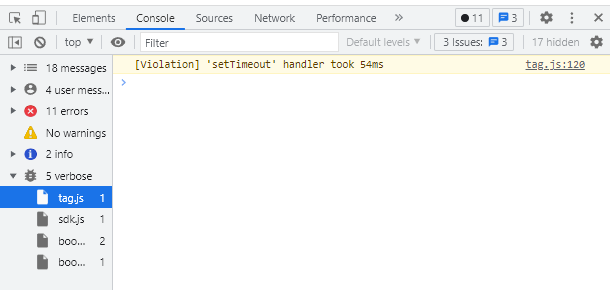 Elements Console Sources Network Performance » 11 3
top ▾ Filter Default levels ▾ 3 Issues: 3 17 hidden
18 messages
[Violation] 'setTimeout' handler took 54ms tag.js:120
4 user mess...
11 errors
No warnings
2 info
5 verbose
tag.js 1
sdk.js 1
boo... 2
boo... 1